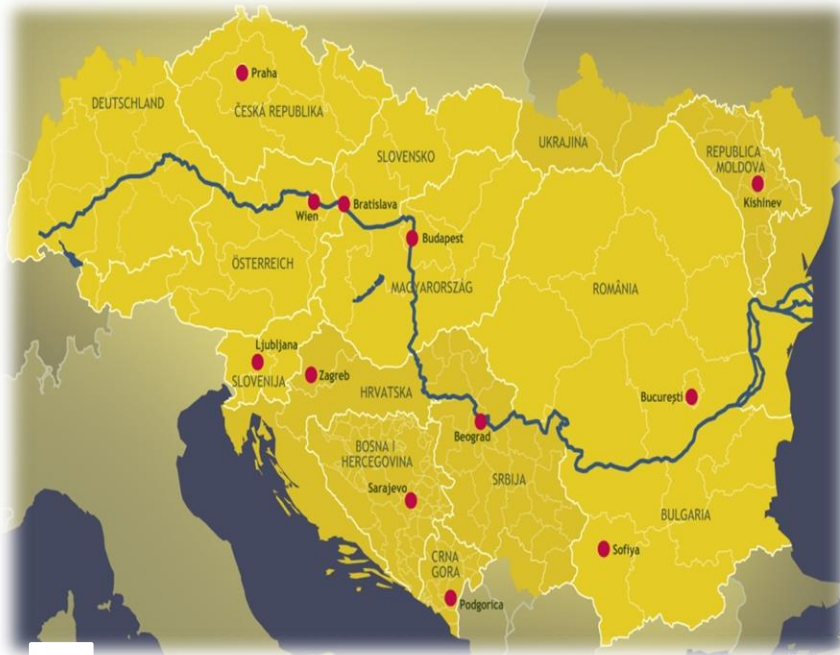 Praha
DEUTSCHLAND
ČESKÁ REPUBLIKA
UKRAJINA
SLOVENSKO
REPUBLICA
MOLDOVA
Kishinev
Wien
Bratislava
Budapest
ÖSTERREICH
MAGYARORSZÁG
ROMÂNIA
Ljubljana
SLOVENIJA
Zagreb
HRVATSKA
Bucureşti
Beograd
BOSNA I
HERCEGOVINA
Sarajevo
SRBIJA
BULGARIA
Sofiya
CRNA
GORA
Podgorica